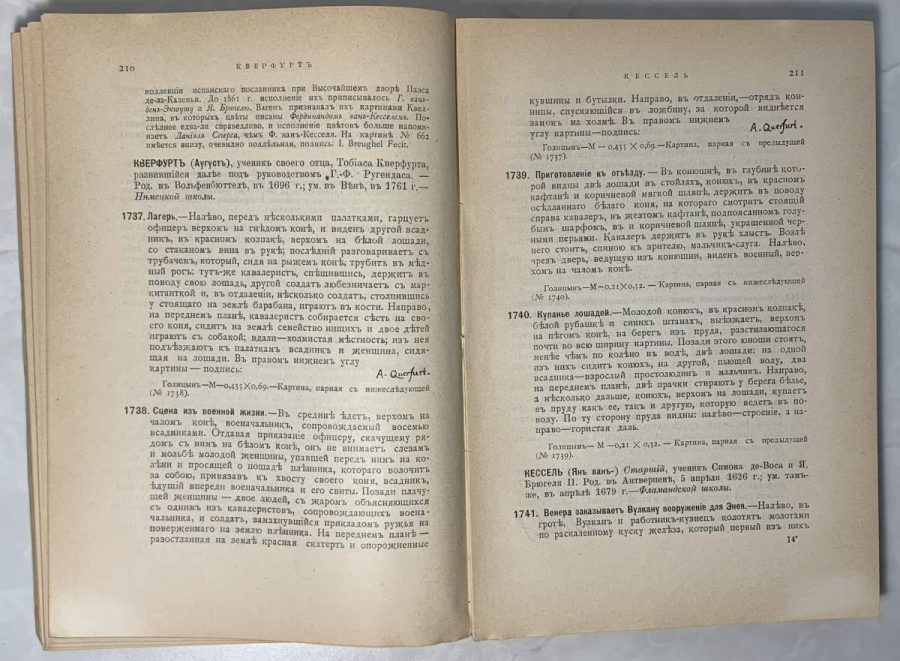 210
КВЕРФУРТЪ
коллекціи испанскаго посланника при Высочайшемъ дворѣ Паэса
де-ла-Кадены. До 1861 г. исполненіе ихъ приписывалось Г. ванъ-
денъ-Экоуту и Я. Брюгелю. Вагенъ признавалъ ихъ картинами Квел-
лина, въ которыхъ цвѣты писаны Фердинандомъ ванъ-Кесселемъ. По-
слѣднее едва-ли справедливо, и исполненіе цвѣтовъ больше напоми-
наетъ Даніэля Сегерса, чѣмъ Ф. ванъ-Кесселя. На картинѣ № 662
имѣется внизу, очевидно поддѣльная, подпись: I. Breughel Fecit.
КВЕРФУРТЪ (Аугустъ), ученикъ своего отца, Тобіаса Кверфурта,
развившійся далѣе подъ руководствомъ Г.-Ф. Ругендаса. —
Род. въ Вольфенбюттелѣ, въ 1696 г.; ум. въ Вѣнѣ, въ 1761 г.—
Нѣмецкой школы.
1737. Лагерь.—Налѣво, передъ нѣсколькими палатками, гарцуетъ
офицеръ верхомъ на гнѣдомъ конѣ, и виденъ другой всад-
никъ, въ красномъ колпакѣ, верхомъ на бѣлой лошади,
со стаканомъ вина въ рукѣ; послѣдній разговариваетъ съ
трубачемъ, который, сидя на рыжемъ конѣ, трубитъ въ мѣд-
ный рогъ; тутъ-же кавалеристъ, спѣшившись, держитъ въ
поводу свою лошадь, другой солдатъ любезничаетъ съ мар-
китанткой и, въ отдаленіи, нѣсколько солдатъ, столпившись
у стоящаго на землѣ барабана, играютъ въ кости. Направо,
на переднемъ планѣ, кавалеристъ собирается сѣсть на сво-
его коня, сидитъ на землѣ семейство нищихъ и двое дѣтей
играютъ съ собакой; вдали—холмистая мѣстность; изъ нея
подъѣзжаютъ къ палаткамъ всадникъ и женщина, сидя-
щая на лошади. Въ правомъ нижнемъ углу
картины — подпись: A. Querfurt.
Голицынъ—М—0,435×0,69.—Картина, парная съ нижеслѣдующей
(№ 1738).
1738. Сцена изъ военной жизни.—Въ срединѣ ѣдетъ, верхомъ на
чаломъ конѣ, военачальникъ, сопровождаемый восемью
всадниками. Отдавая приказаніе офицеру, скачущему ря-
домъ съ нимъ на бѣломъ конѣ, онъ не внимаетъ слезамъ
и мольбѣ молодой женщины, упавшей передъ нимъ на ко-
лѣни и просящей о пощадѣ плѣнника, котораго волочитъ
за собою, привязавъ къ хвосту своего коня, всадникъ,
ѣдущій впереди военачальника и его свиты. Позади плачу-
щей женщины — двое людей, съ жаромъ объясняющихся
съ однимъ изъ кавалеристовъ, сопровождающихъ воена-
чальника, и солдатъ, замахнувшійся прикладомъ ружья на
поверженнаго на землю плѣнника. На переднемъ планѣ —
разостланная на землѣ красная скатерть и опорожненные
КЕССЕЛЬ
211
кувшины и бутылки. Направо, въ отдаленіи,—отрядъ кон-
ницы, спускающійся въ ложбину, за которой виднѣется
замокъ на холмѣ. Въ правомъ нижнемъ
углу картины—подпись: A. Querfurt.
Голицынъ—М—0,435 × 0,69.—Картина, парная съ предыдущей
(№ 1737).
1739. Приготовленіе къ отъѣзду. — Въ конюшнѣ, въ глубинѣ кото-
рой видны двѣ лошади въ стойлахъ, конюхъ, въ красномъ
кафтанѣ и коричневой мягкой шляпѣ, держитъ въ поводу
осѣдланнаго бѣлаго коня, на котораго смотритъ стоящій
справа кавалеръ, въ желтомъ кафтанѣ, подпоясанномъ голу-
бымъ шарфомъ, въ и коричневой шляпѣ, украшенной чер-
ными перьями. Кавалеръ держитъ въ рукѣ хлыстъ. Возлѣ
него стоитъ, спиною къ зрителю, мальчикъ-слуга. Налѣво,
чрезъ дверь, ведущую изъ конюшни, виденъ военный, вер-
хомъ на чаломъ конѣ.
Голицынъ—М—0,21×0,32. — Картина, парная съ нижеслѣдующей
(№ 1740).
1740. Купанье лошадей.—Молодой конюхъ, въ красномъ колпакѣ,
бѣлой рубашкѣ и синихъ штанахъ, выѣзжаетъ, верхомъ
на пѣгомъ конѣ, на берегъ изъ пруда, разстилающагося
почти во всю ширину картины. Позади этого юноши стоятъ,
менѣе чѣмъ по колѣно въ водѣ, двѣ лошади: на одной
изъ нихъ сидитъ конюхъ, на другой, пьющей воду, два
всадника—взрослый простолюдинъ и мальчикъ. Направо,
на переднемъ планѣ, двѣ прачки стираютъ у берега бѣлье,
а нѣсколько дальше, конюхъ, верхомъ на лошади, купаетъ
въ пруду какъ ее, такъ и другую, которую ведетъ въ по-
воду. По ту сторону пруда видны: налѣво—строеніе, а на-
право—гористая даль.
Голицынъ— М —0,21 × 0,32. — Картина, парная съ предыдущей
(№ 1739).
КЕССЕЛЬ (Янъ ванъ-) Старшій, ученикъ Симона де-Воса и Я.
Брюгеля II. Род. въ Антверпенѣ, 5 апрѣля 1626 г.; ум. тамъ-
же, въ апрѣлѣ 1679 г.—Фламандской школы.
1741. Венера заказываетъ Вулкану вооруженіе для Энея.—Налѣво, въ
гротѣ, Вулканъ и работникъ-кузнецъ колотятъ молотами
по раскаленному куску желѣза, который первый изъ нихъ
14*